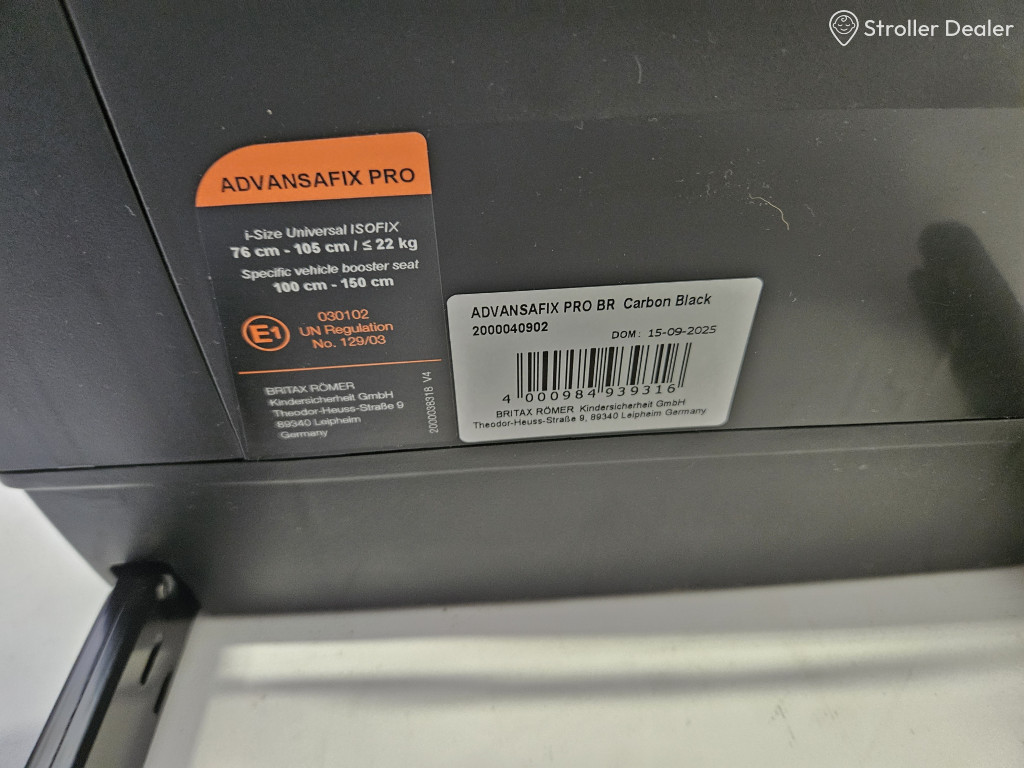 Stroller Dealer
ADVANSAFIX PRO
i-Size Universal ISOFIX
76 cm - 105 cm / ≤ 22 kg
Specific vehicle booster seat
100 cm - 150 cm
E1
030102
UN Regulation
No. 129/03
BRITAX RÖMER
Kindersicherheit GmbH
Theodor-Heuss-Straße 9
89340 Leipheim
Germany
2000038318 V4
ADVANSAFIX PRO BR Carbon Black
2000040902
DOM: 15-09-2025
4 000984 939316
BRITAX RÖMER Kindersicherheit GmbH
Theodor-Heuss-Straße 9, 89340 Leipheim Germany